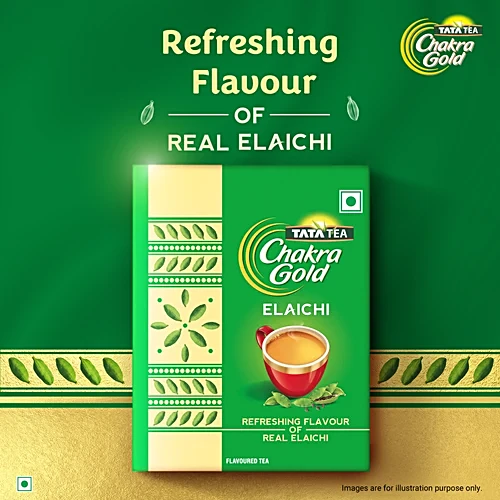 Refreshing
Flavour
OF
REAL ELAICHI
TATA TEA
Chakra
Gold
TATA TEA
Chakra
Gold
ELAICHI
REFRESHING FLAVOUR
OF
REAL ELAICHI
FLAVOURED TEA
Images are for illustration purpose only.